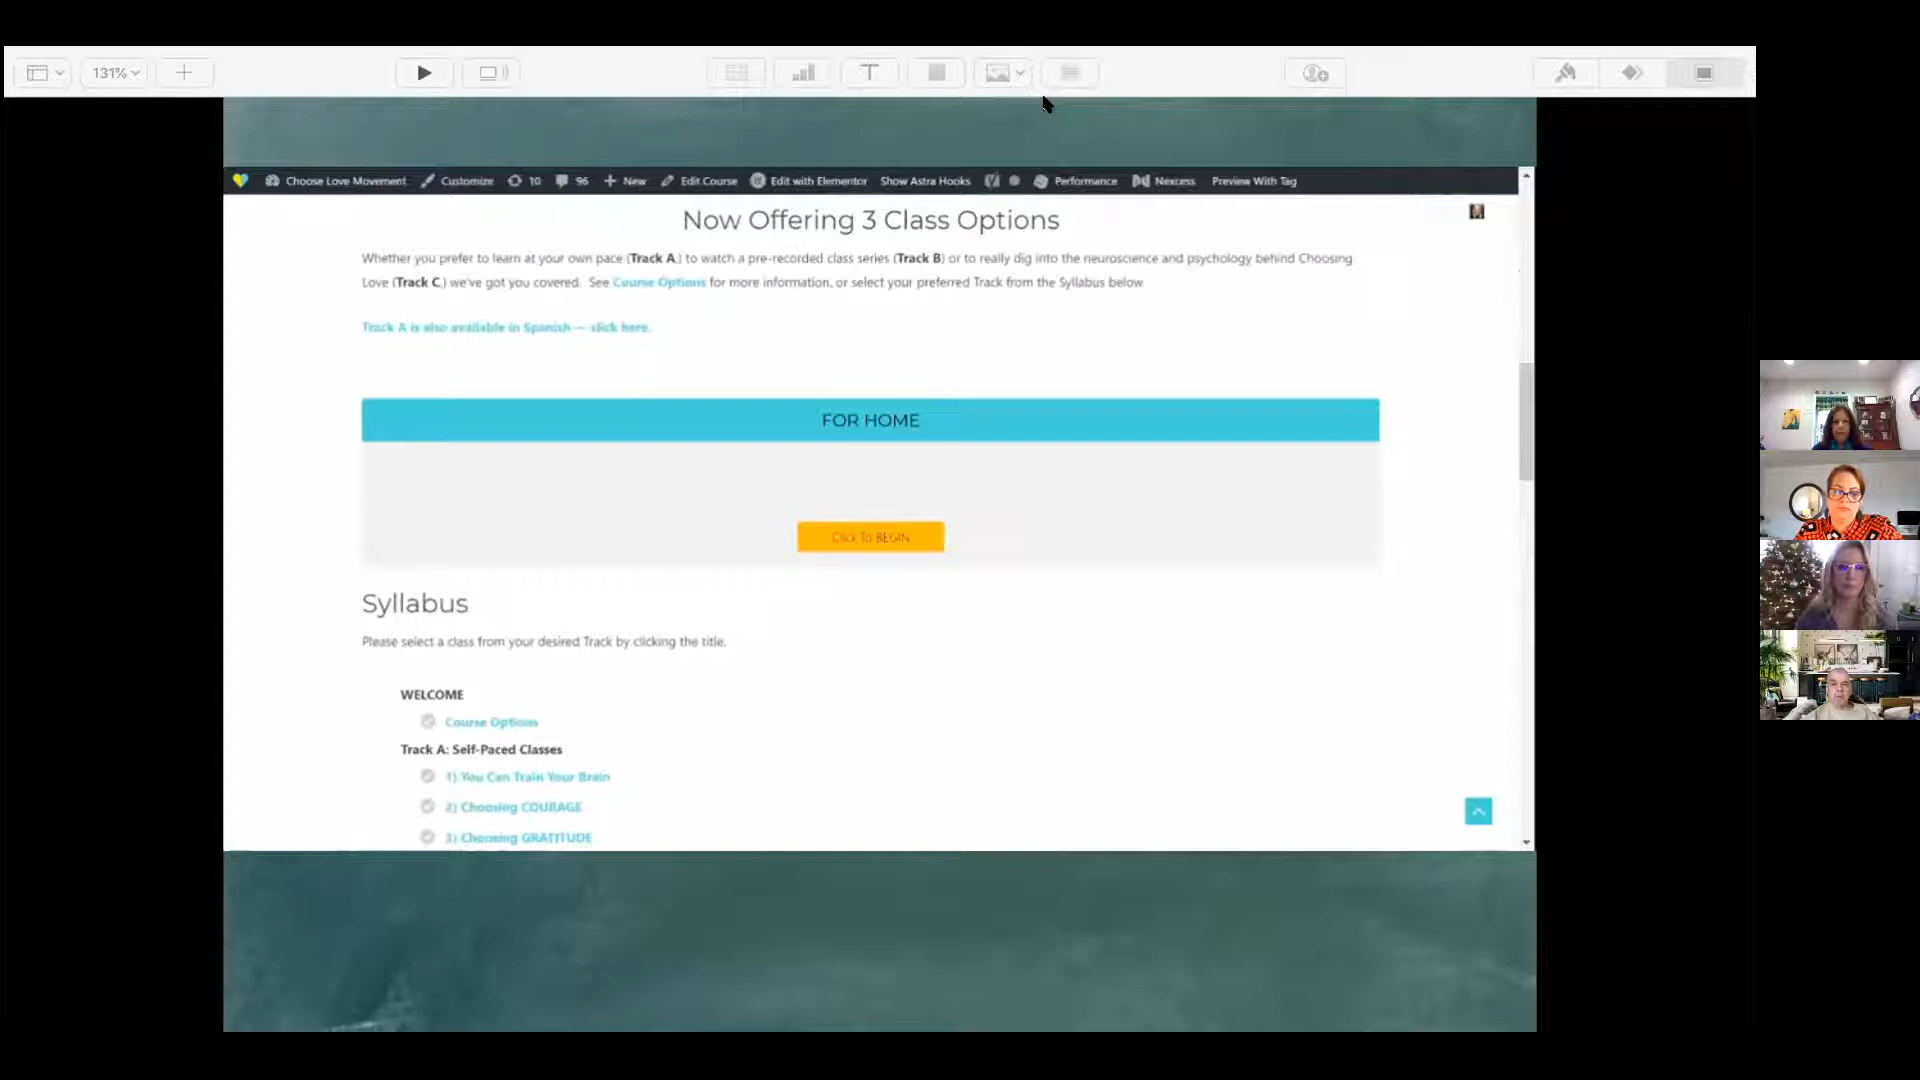 131%
Choose Love Movement Customize 10 96 New Edit Course Edit with Elementor Show Astra Hooks Performance Nexcess Preview With Tag
Now Offering 3 Class Options
Whether you prefer to learn at your own pace (Track A,) to watch a pre-recorded class series (Track B) or to really dig into the neuroscience and psychology behind Choosing
Love (Track C,) we've got you covered. See Course Options for more information, or select your preferred Track from the Syllabus below
Track A is also available in Spanish — click here.
FOR HOME
Click To BEGIN
Syllabus
Please select a class from your desired Track by clicking the title.
WELCOME
Course Options
Track A: Self-Paced Classes
1) You Can Train Your Brain
2) Choosing COURAGE
3) Choosing GRATITUDE